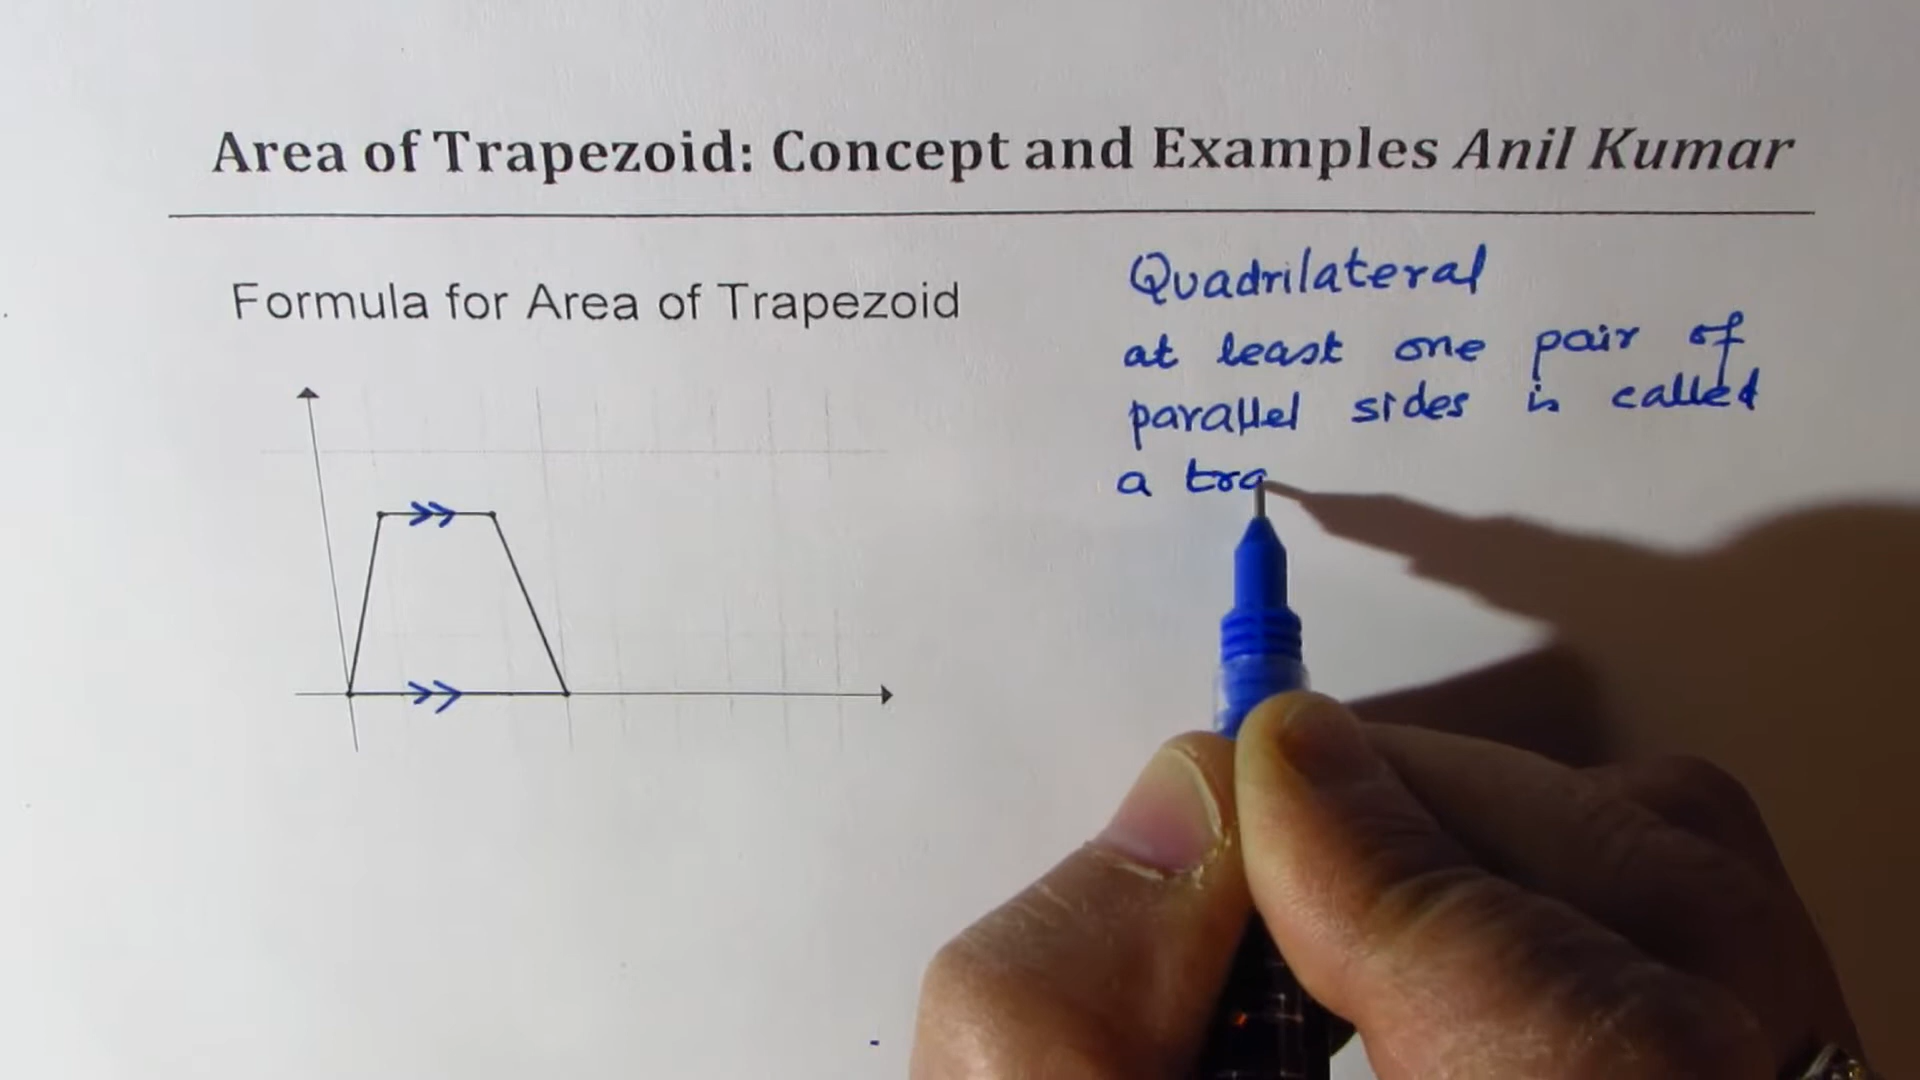 Area of Trapezoid: Concept and Examples Anil Kumar
Formula for Area of Trapezoid
Quadrilateral
at least one pair of
parallel sides is called
a tra